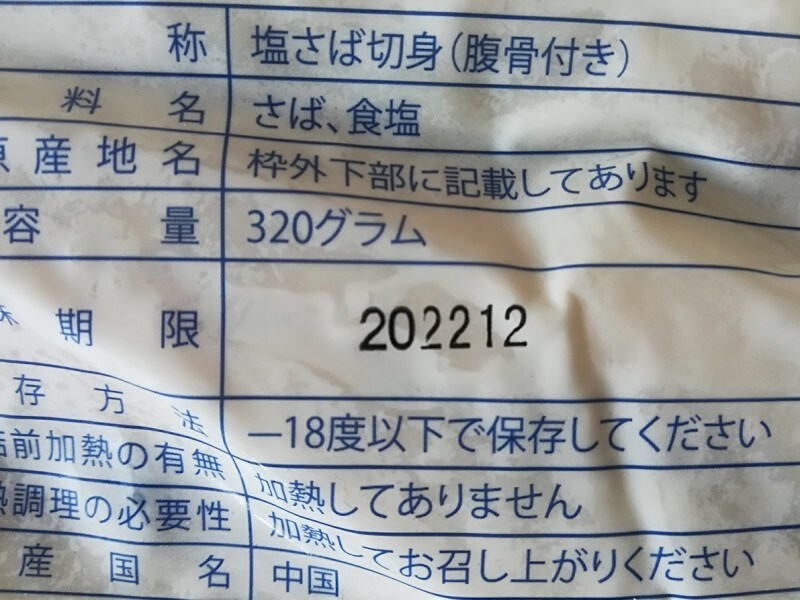 称 塩さば切身(腹骨付き)
料名 さば、食塩
原産地名 枠外下部に記載してあります
容量 320グラム
期限 202212
存方法 －18度以下で保存してください
前加熱の有無 加熱してありません
調理の必要性 加熱してお召し上がりください
産国名 中国